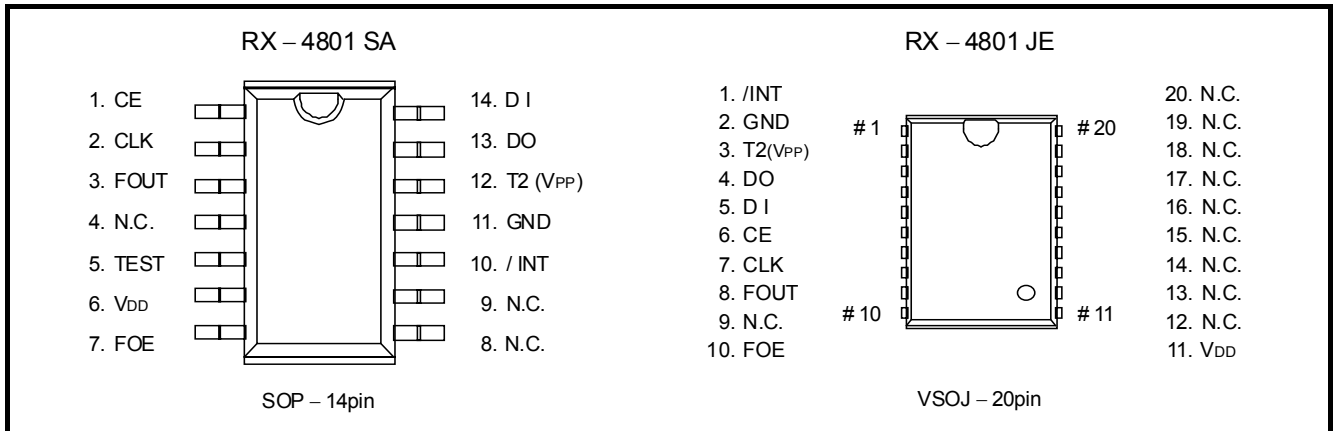 RX – 4801 SA
1. CE
2. CLK
3. FOUT
4. N.C.
5. TEST
6. VDD
7. FOE
14. D I
13. DO
12. T2 (VPP)
11. GND
10. / INT
9. N.C.
8. N.C.
SOP – 14pin
RX – 4801 JE
1. /INT
2. GND
3. T2(VPP)
4. DO
5. D I
6. CE
7. CLK
8. FOUT
9. N.C.
10. FOE
# 1
# 10
# 20
# 11
20. N.C.
19. N.C.
18. N.C.
17. N.C.
16. N.C.
15. N.C.
14. N.C.
13. N.C.
12. N.C.
11. VDD
VSOJ – 20pin